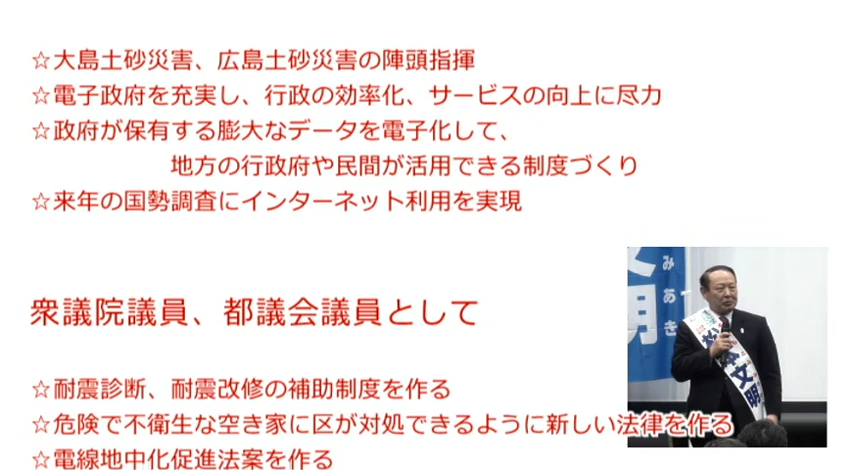 ☆大島土砂災害、広島土砂災害の陣頭指揮
☆電子政府を充実し、行政の効率化、サービスの向上に尽力
☆政府が保有する膨大なデータを電子化して、
地方の行政府や民間が活用できる制度づくり
☆来年の国勢調査にインターネット利用を実現
衆議院議員、都議会議員として
☆耐震診断、耐震改修の補助制度を作る
☆危険で不衛生な空き家に区が対処できるように新しい法律を作る
☆電線地中化促進法案を作る
文明
みあき
文明